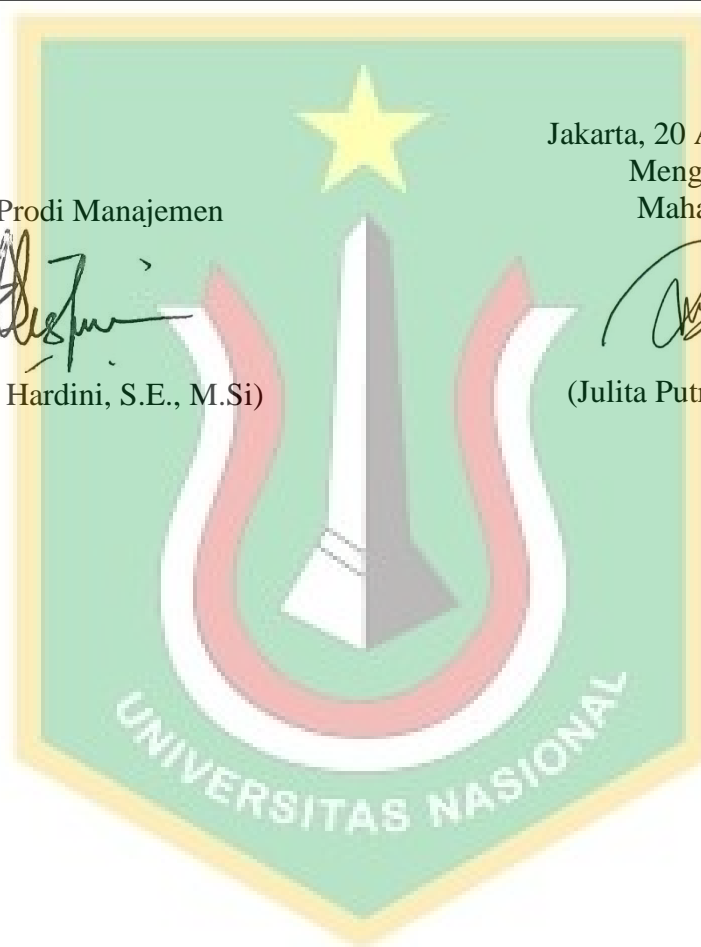 Jakarta, 20 A
Meng
Maha
Prodi Manajemen
Hardini, S.E., M.Si)
(Julita Putr
UNIVERSITAS NASIONAL